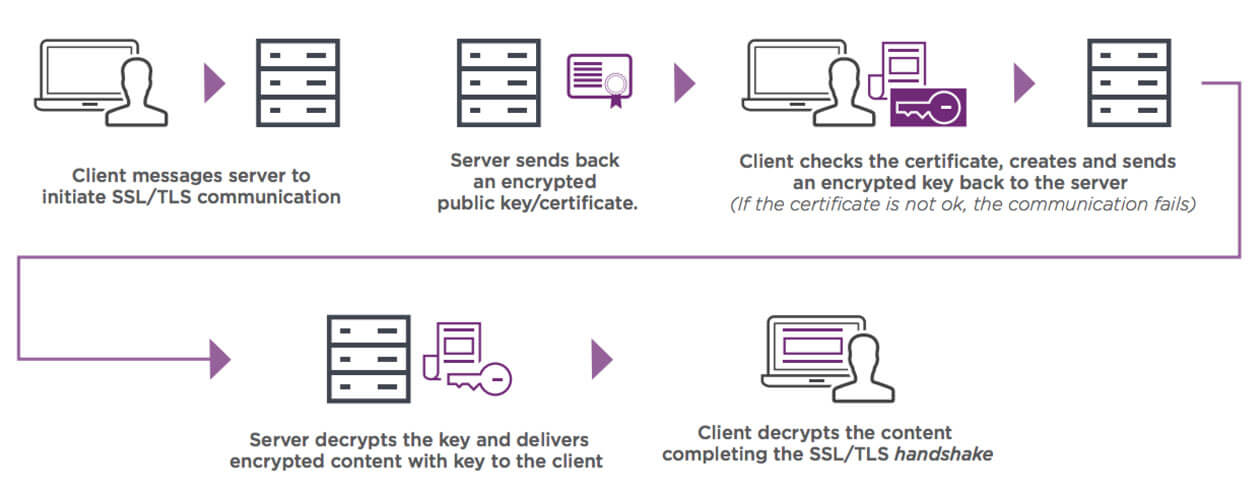 Client messages server to
initiate SSL/TLS communication
Server sends back
an encrypted
public key/certificate.
Client checks the certificate, creates and sends
an encrypted key back to the server
(If the certificate is not ok, the communication fails)
Server decrypts the key and delivers
encrypted content with key to the client
Client decrypts the content
completing the SSL/TLS handshake